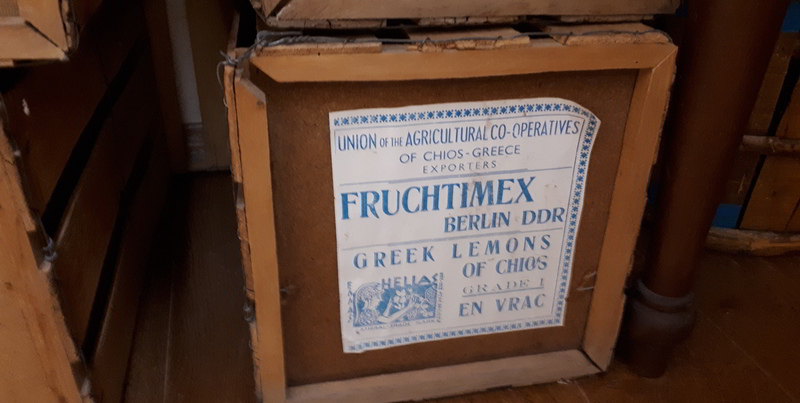 UNION OF THE AGRICULTURAL CO-OPERATIVES
OF CHIOS-GREECE
EXPORTERS
FRUCHTIMEX
BERLIN DDR
GREEK LEMONS
OF CHIOS
GRADE I
EN VRAC
HELLAS